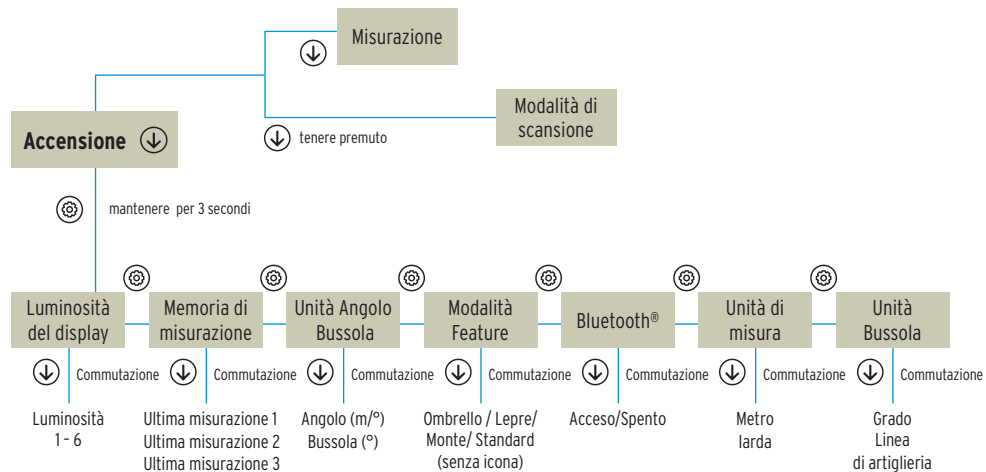 Misurazione
Modalità di
scansione
Accensione
tenere premuto
mantenere per 3 secondi
Luminosità
del display
Memoria di
misurazione
Unità Angolo
Bussola
Modalità
Feature
Bluetooth®
Unità di
misura
Unità
Bussola
Commutazione
Commutazione
Commutazione
Commutazione
Commutazione
Commutazione
Commutazione
Luminosità
1 - 6
Ultima misurazione 1
Ultima misurazione 2
Ultima misurazione 3
Angolo (m/°)
Bussola (°)
Ombrello / Lepre/
Monte/ Standard
(senza icona)
Acceso/Spento
Metro
Iarda
Grado
Linea
di artiglieria